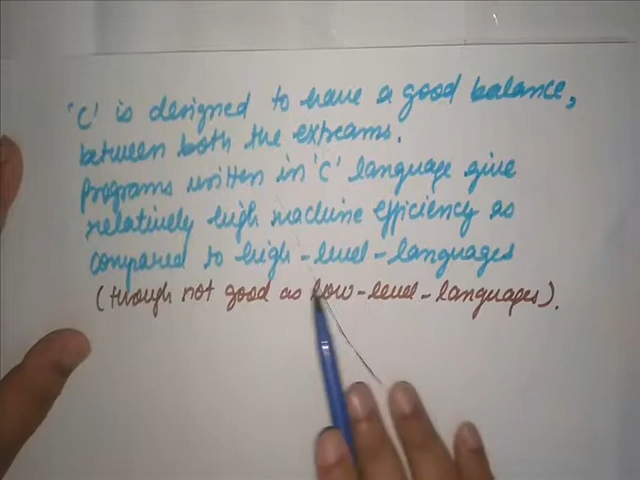 'C' is designed to have a good balance,
between both the extreams.
programs written in 'C' language give
relatively high machine efficiency as
compared to high-level-languages
(though not good as low-level-languages).